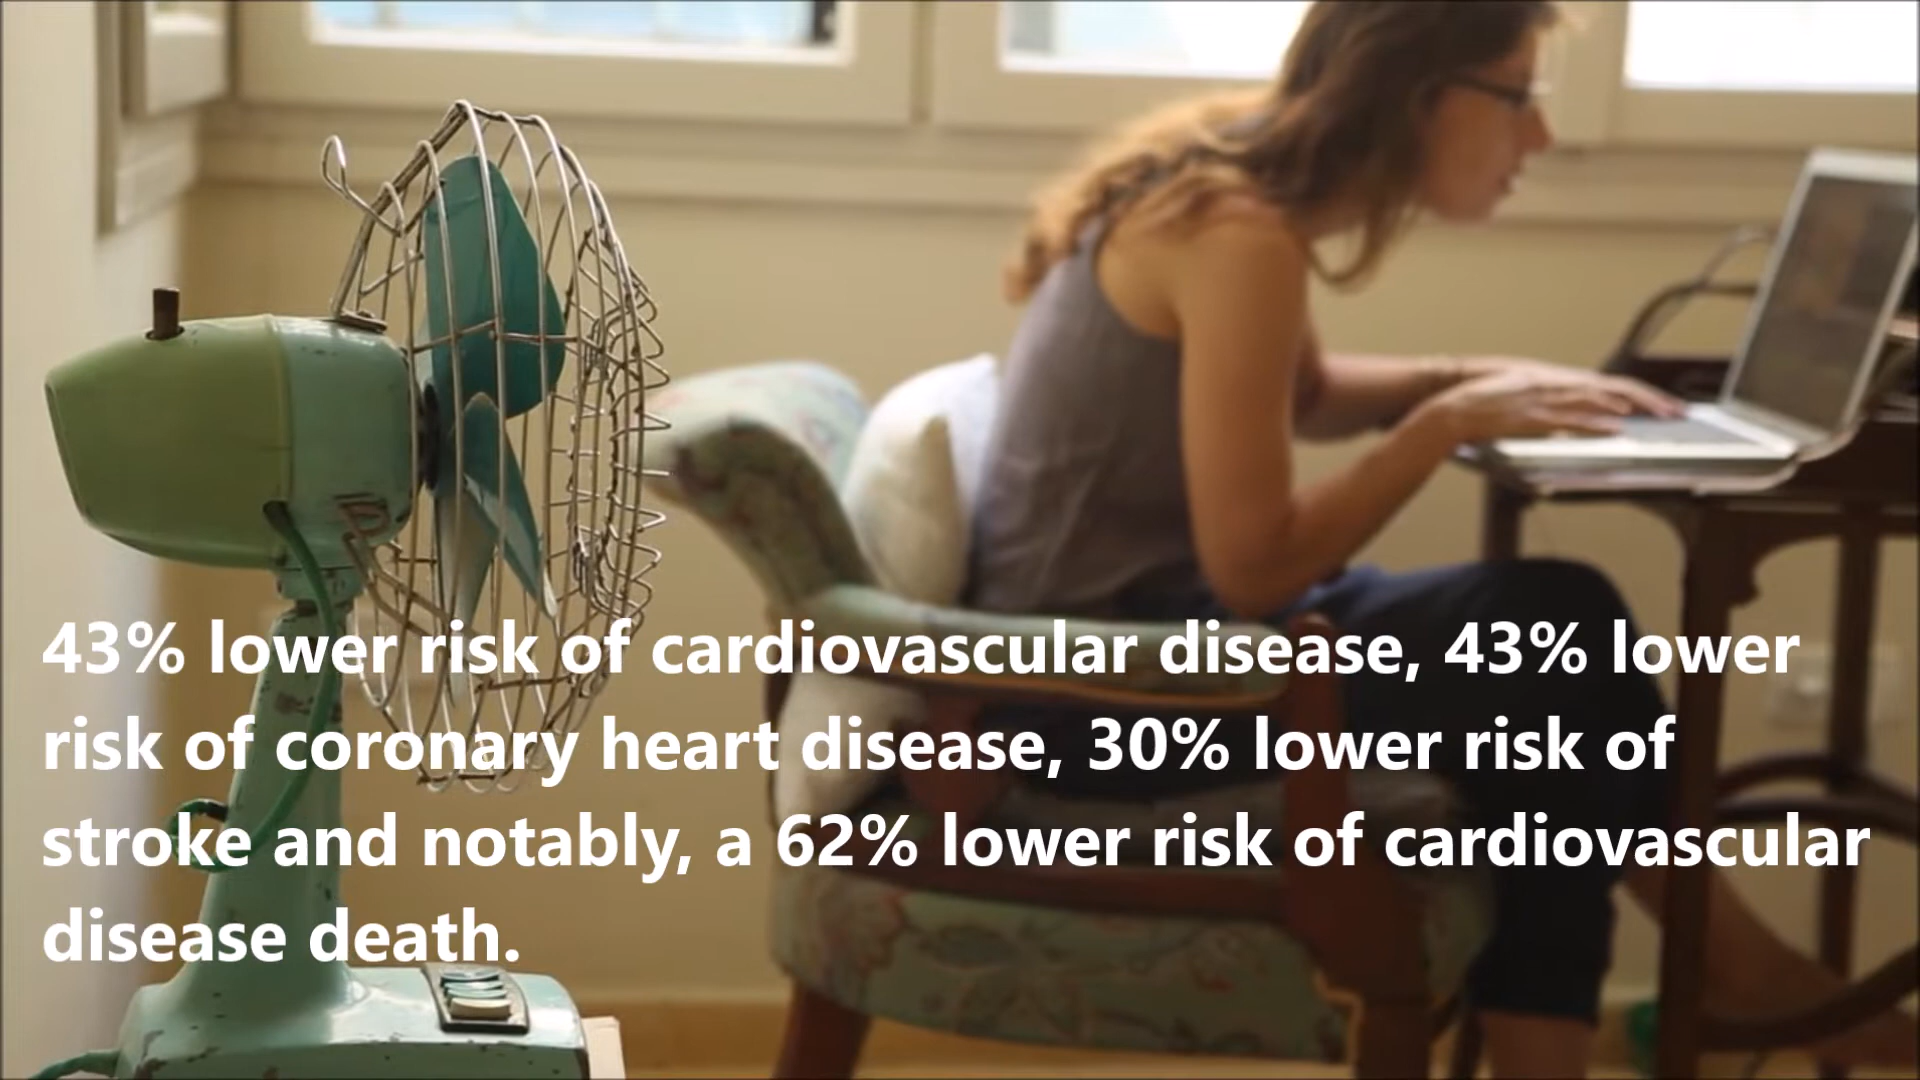 43% lower risk of cardiovascular disease, 43% lower
risk of coronary heart disease, 30% lower risk of
stroke and notably, a 62% lower risk of cardiovascular
disease death.